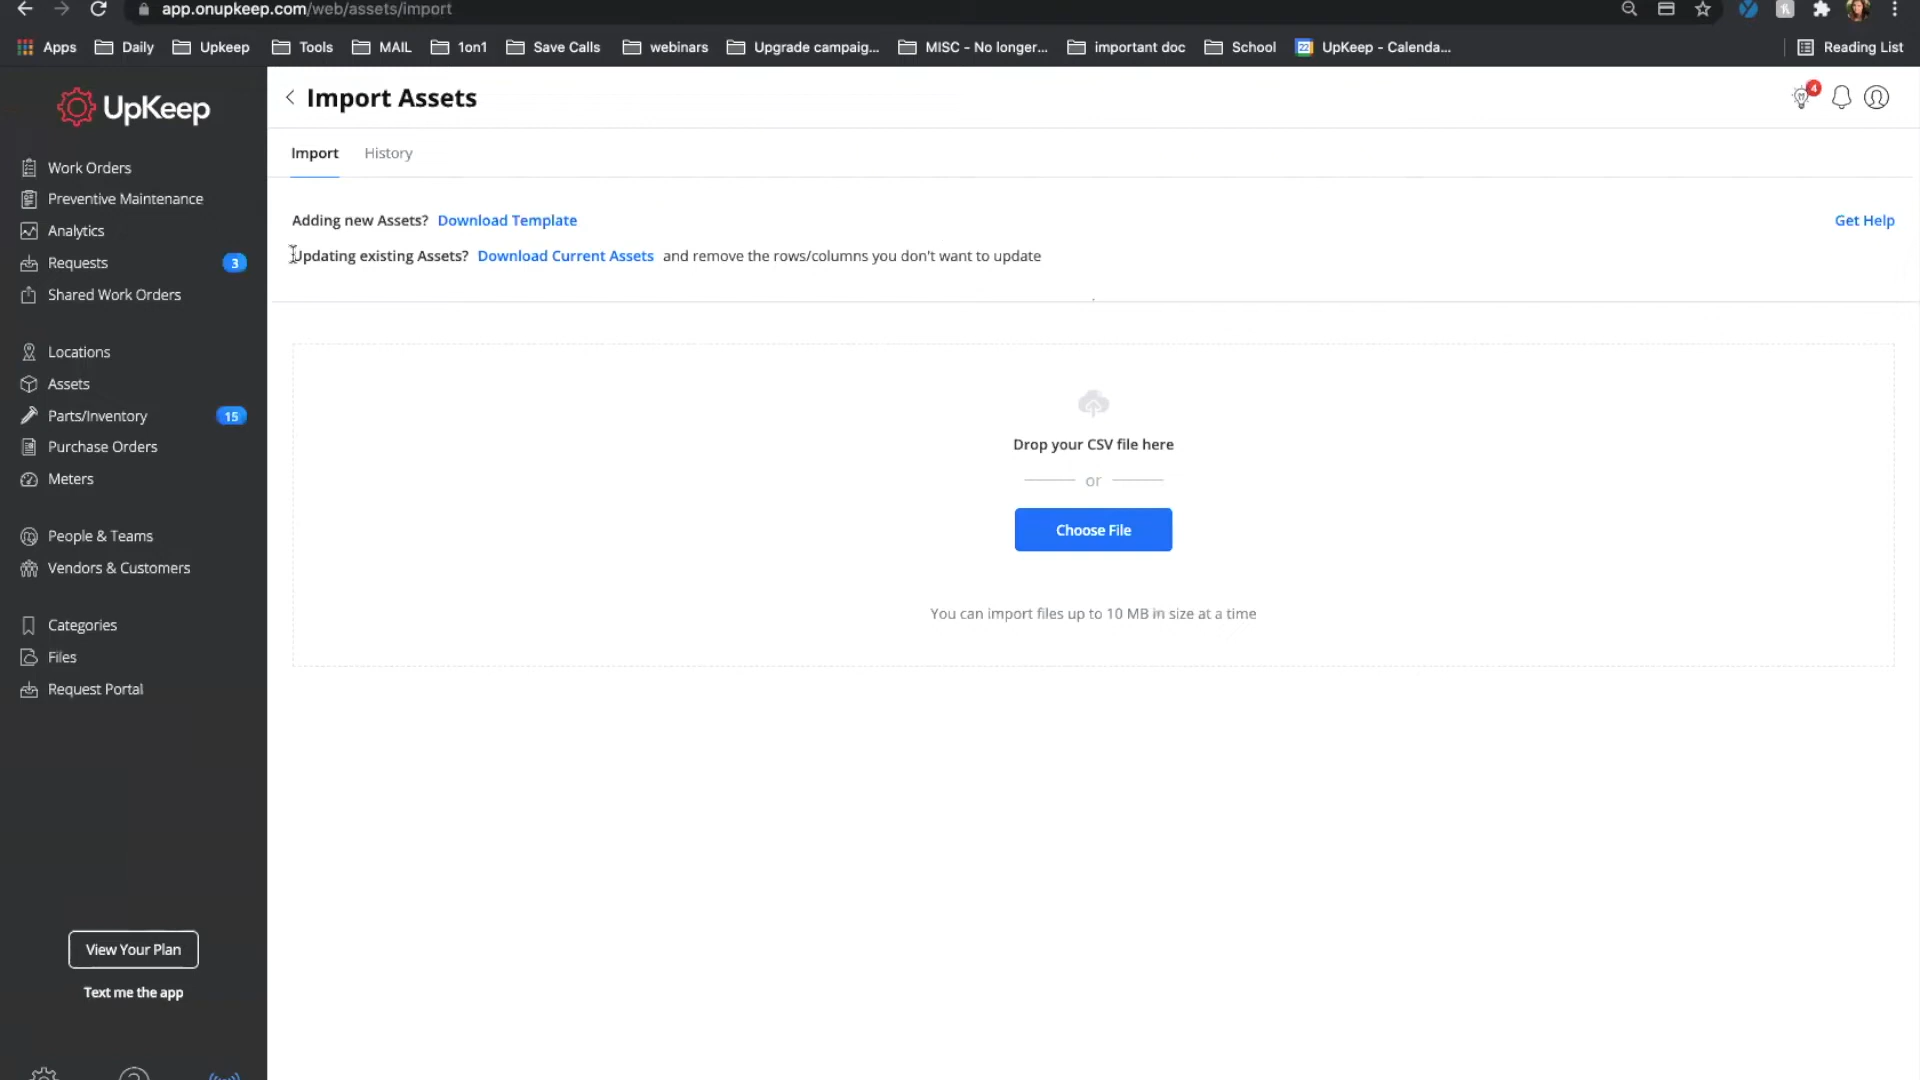 app.onupkeep.com/web/assets/import
Apps Daily Upkeep Tools MAIL 1on1 Save Calls webinars Upgrade campaig... MISC - No longer... important doc School 22 UpKeep - Calenda... Reading List
UpKeep
Work Orders
Preventive Maintenance
Analytics
Requests 3
Shared Work Orders
Locations
Assets
Parts/Inventory 15
Purchase Orders
Meters
People & Teams
Vendors & Customers
Categories
Files
Request Portal
View Your Plan
Text me the app
Import Assets
4
Import History
Adding new Assets? Download Template
Get Help
Updating existing Assets? Download Current Assets and remove the rows/columns you don't want to update
Drop your CSV file here
or
Choose File
You can import files up to 10 MB in size at a time